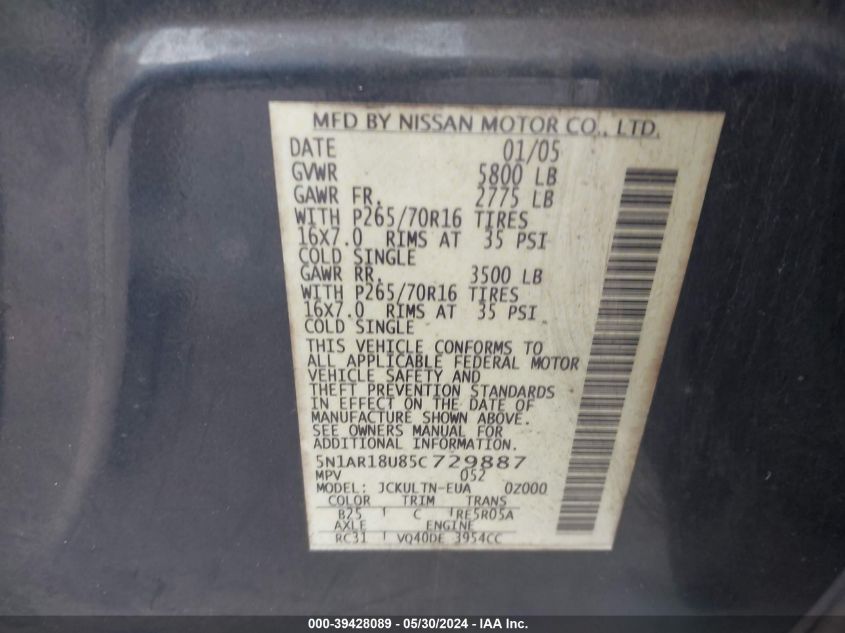 MFD BY NISSAN MOTOR CO., LTD.
DATE 01/05
GVWR 5800 LB
GAWR FR. 2775 LB
WITH P265/70R16 TIRES
16X7.0 RIMS AT 35 PSI
COLD SINGLE
GAWR RR. 3500 LB
WITH P265/70R16 TIRES
16X7.0 RIMS AT 35 PSI
COLD SINGLE
THIS VEHICLE CONFORMS TO
ALL APPLICABLE FEDERAL MOTOR
VEHICLE SAFETY AND
THEFT PREVENTION STANDARDS
IN EFFECT ON THE DATE OF
MANUFACTURE SHOWN ABOVE.
SEE OWNERS MANUAL FOR
ADDITIONAL INFORMATION.
5N1AR18U85C729887
MPV 052
MODEL: JCKULTN-EUA 0Z000
COLOR TRIM TRANS
B25 C RE5R05A
AXLE ENGINE
RC31 VQ40DE 3954CC
000-39428089 - 05/30/2024 - IAA Inc.